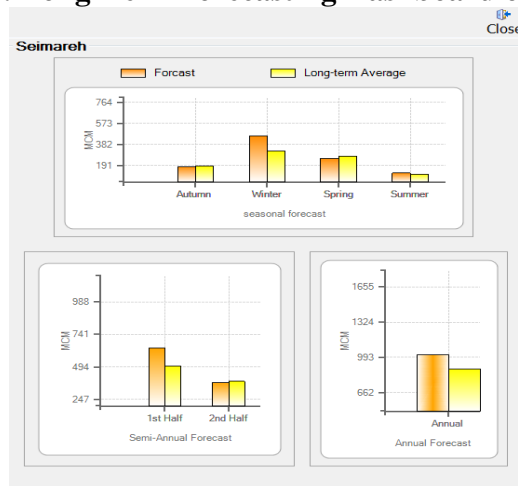 Close
Seimareh
Forcast Long-term Average
764
573
382
191
MCM
Autumn Winter Spring Summer
seasonal forecast
988
741
494
247
MCM
1st Half 2nd Half
Semi-Annual Forecast
1655
1324
993
662
MCM
Annual
Annual Forecast